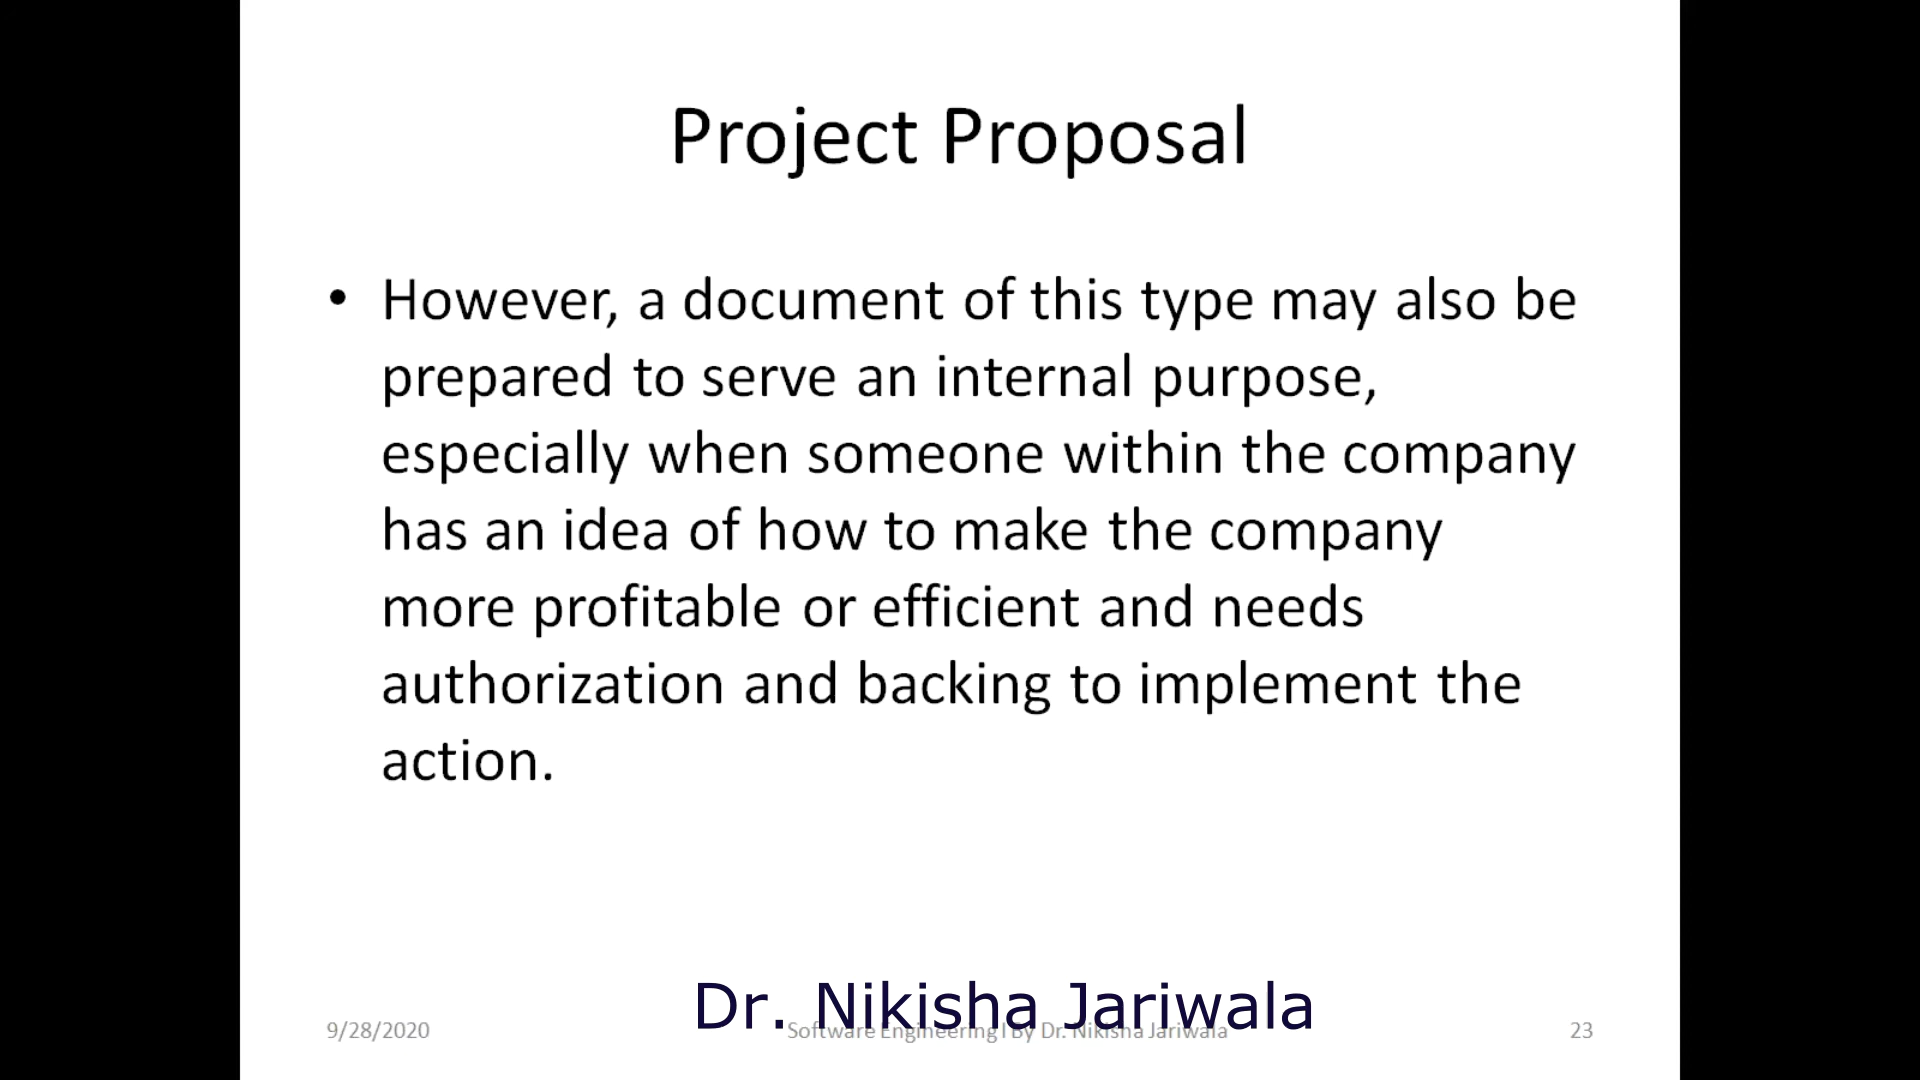 Project Proposal
• However, a document of this type may also be
prepared to serve an internal purpose,
especially when someone within the company
has an idea of how to make the company
more profitable or efficient and needs
authorization and backing to implement the
action.
Dr. Nikisha Jariwala
9/28/2020
Software Engineering I By Dr. Nikisha Jariwala
23